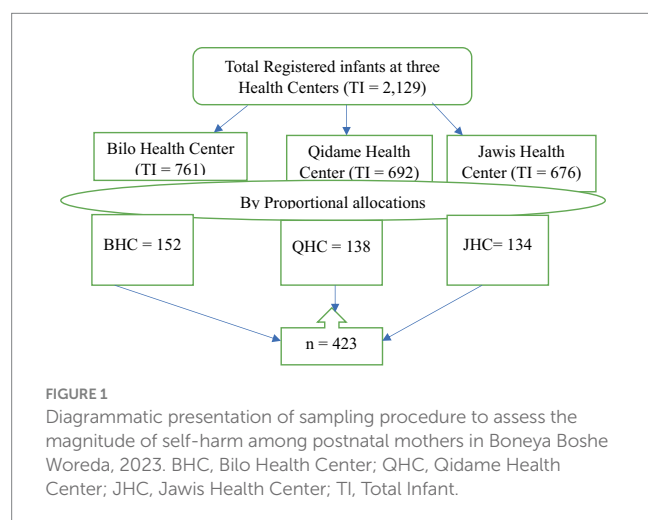 Total Registered infants at three
Health Centers (TI = 2,129)
Bilo Health Center
(TI = 761)
Qidame Health
Center (TI = 692)
Jawis Health
Center (TI = 676)
By Proportional allocations
BHC = 152
QHC = 138
JHC= 134
n = 423
FIGURE 1
Diagrammatic presentation of sampling procedure to assess the
magnitude of self-harm among postnatal mothers in Boneya Boshe
Woreda, 2023. BHC, Bilo Health Center; QHC, Qidame Health
Center; JHC, Jawis Health Center; TI, Total Infant.